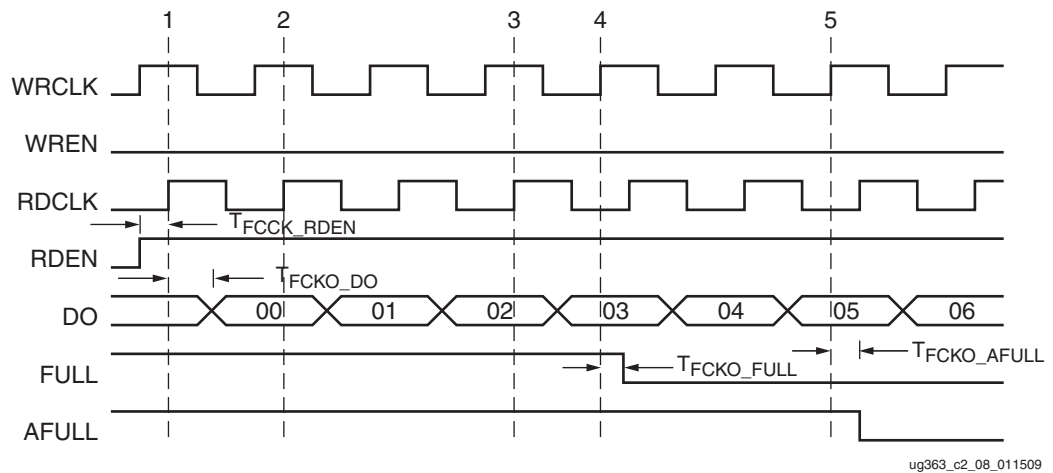 1 2 3 4 5
WRCLK
WREN
RDCLK
TFCCK_RDEN
RDEN
TFCKO_DO
DO 00 01 02 03 04 05 06
TFCKO_AFULL
FULL TFCKO_FULL
AFULL
ug363_c2_08_011509